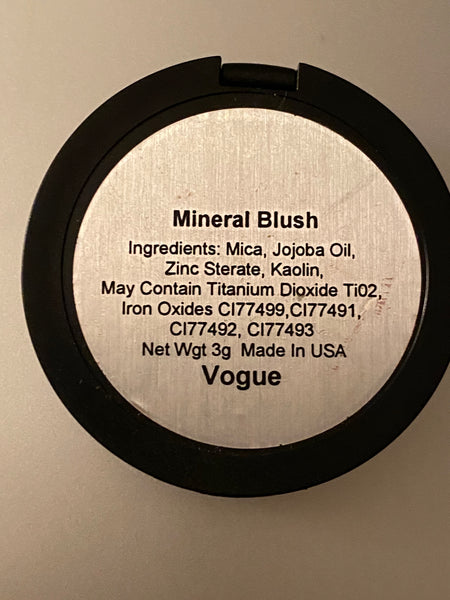 Mineral Blush
Ingredients: Mica, Jojoba Oil,
Zinc Sterate, Kaolin,
May Contain Titanium Dioxide Ti02,
Iron Oxides CI77499,CI77491,
CI77492, CI77493
Net Wgt 3g Made In USA
Vogue